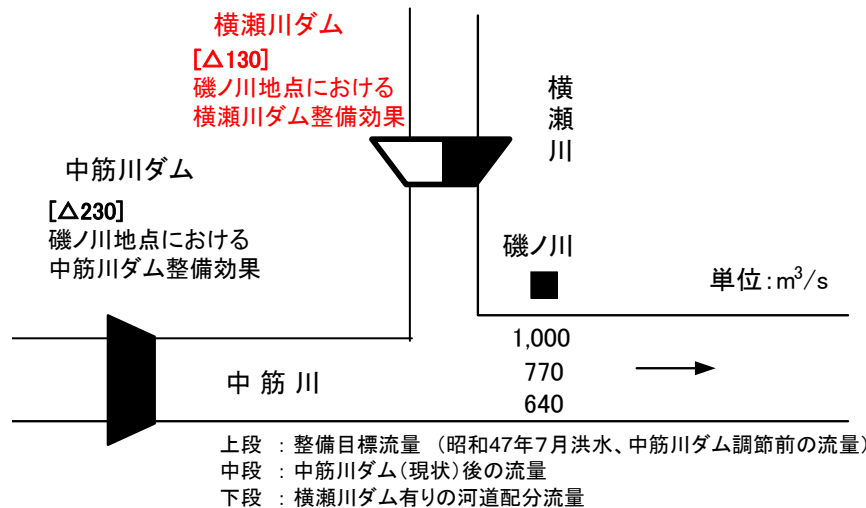 横瀬川ダム
[△130]
磯ノ川地点における
横瀬川ダム整備効果
横瀬川
中筋川ダム
[△230]
磯ノ川地点における
中筋川ダム整備効果
磯ノ川
単位:m³/s
1,000
770
640
中筋川
上段 : 整備目標流量 (昭和47年7月洪水、中筋川ダム調節前の流量)
中段 : 中筋川ダム(現状)後の流量
下段 : 横瀬川ダム有りの河道配分流量